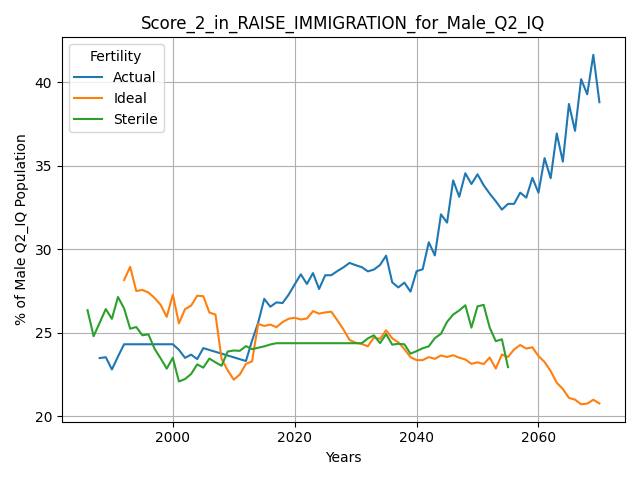 Score_2_in_RAISE_IMMIGRATION_for_Male_Q2_IQ
Fertility
Actual
Ideal
Sterile
% of Male Q2_IQ Population
40
35
30
25
20
2000
2020
2040
2060
Years